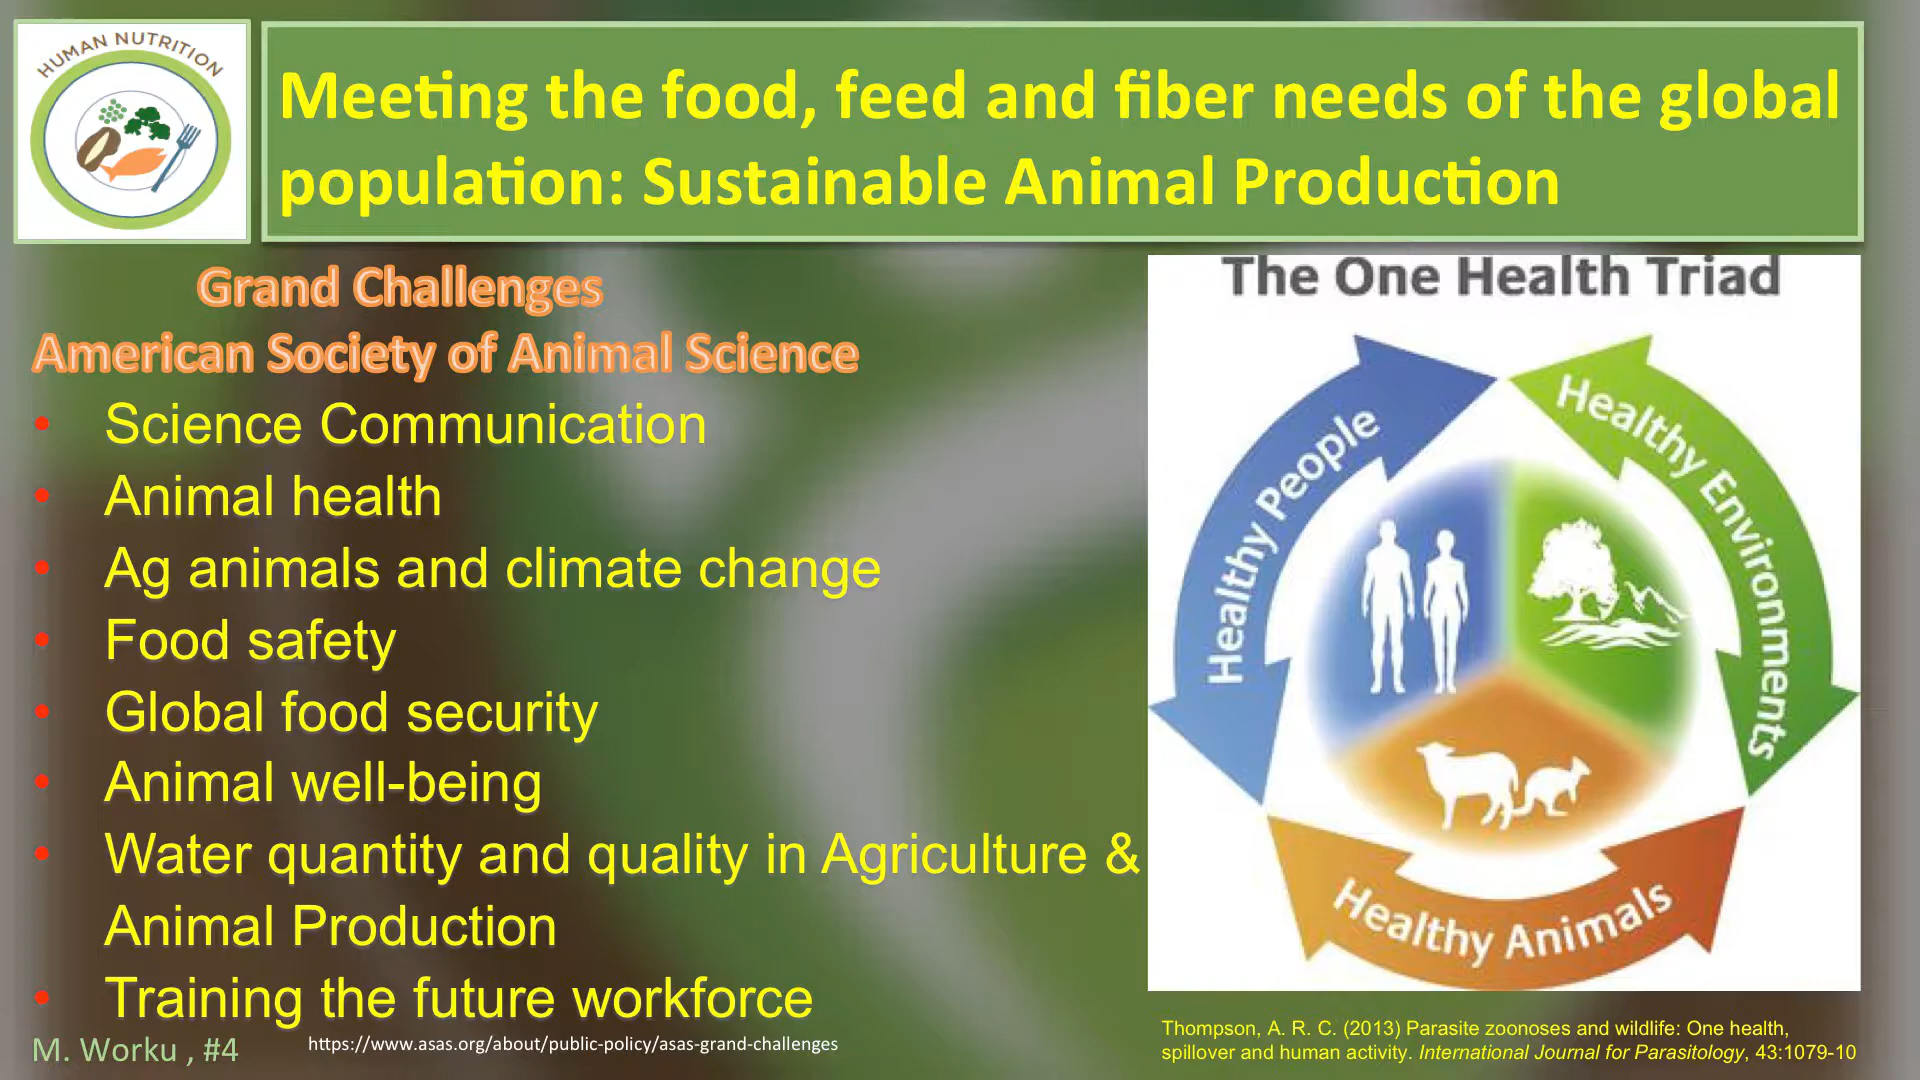 HUMAN NUTRITION
Meeting the food, feed and fiber needs of the global
population: Sustainable Animal Production
Grand Challenges
American Society of Animal Science
• Science Communication
• Animal health
• Ag animals and climate change
• Food safety
• Global food security
• Animal well-being
• Water quantity and quality in Agriculture &
Animal Production
• Training the future workforce
M. Worku , #4
https://www.asas.org/about/public-policy/asas-grand-challenges
The One Health Triad
Healthy People
Healthy Environments
Healthy Animals
Thompson, A. R. C. (2013) Parasite zoonoses and wildlife: One health,
spillover and human activity. International Journal for Parasitology, 43:1079-10